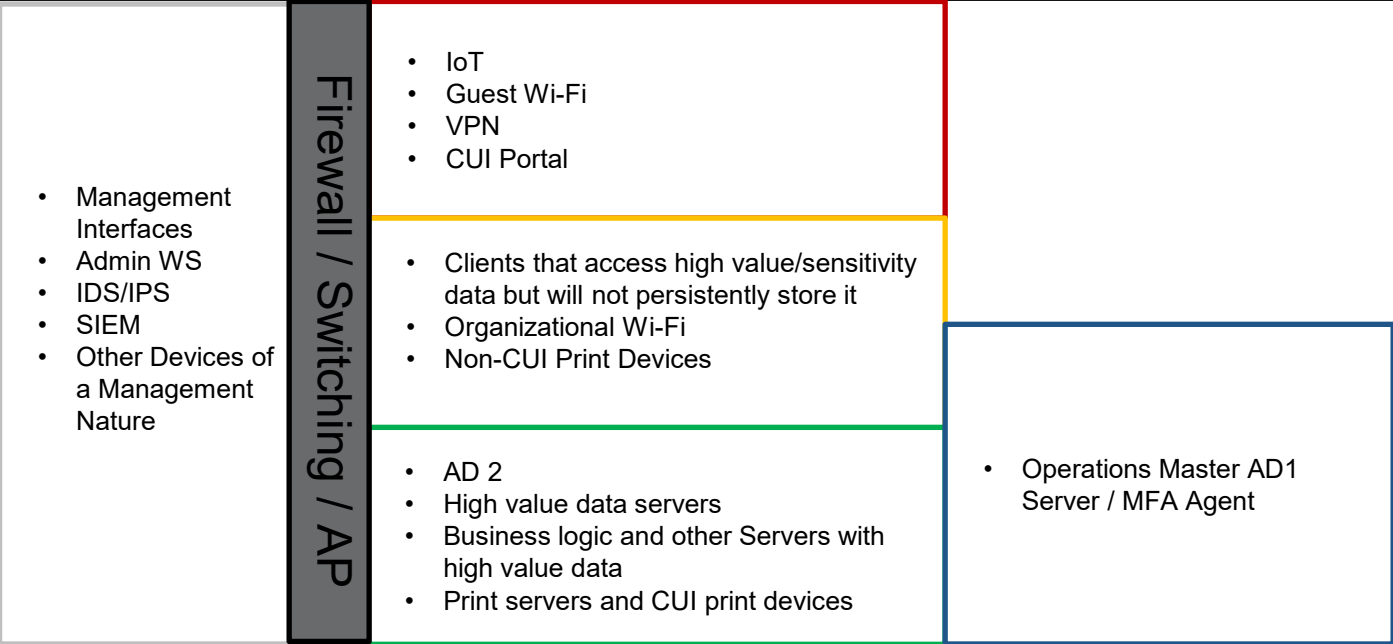 • Management
Interfaces
• Admin WS
• IDS/IPS
• SIEM
• Other Devices of
a Management
Nature
Firewall / Switching / AP
• IoT
• Guest Wi-Fi
• VPN
• CUI Portal
• Clients that access high value/sensitivity
data but will not persistently store it
• Organizational Wi-Fi
• Non-CUI Print Devices
• AD 2
• High value data servers
• Business logic and other Servers with
high value data
• Print servers and CUI print devices
• Operations Master AD1
Server / MFA Agent